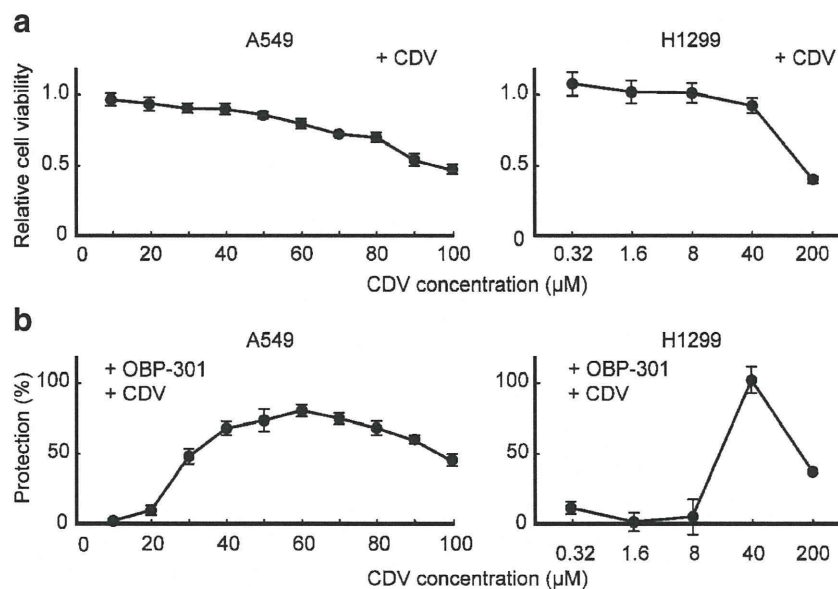 a
A549
+ CDV
H1299
+ CDV
Relative cell viability
1.0
0.5
0
1.0
0.5
0
0 20 40 60 80 100
0.32 1.6 8 40 200
CDV concentration (µM)
b
A549
+ OBP-301
+ CDV
H1299
+ OBP-301
+ CDV
Protection (%)
100
50
0
100
50
0
0 20 40 60 80 100
0.32 1.6 8 40 200
CDV concentration (µM)